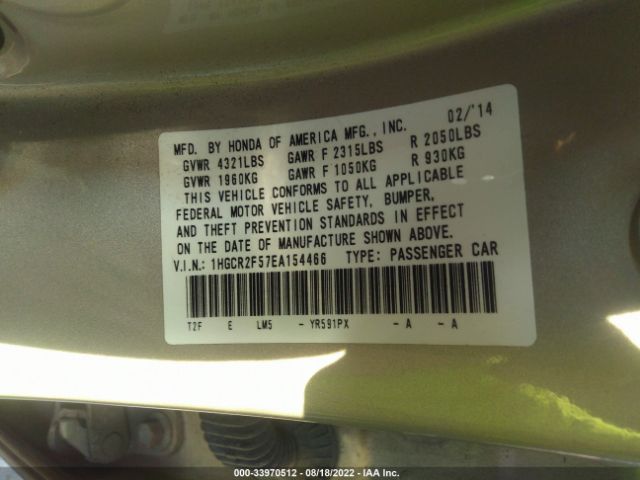 MFD. BY HONDA OF AMERICA MFG., INC. 02/'14
GVWR 4321LBS GAWR F 2315LBS R 2050LBS
GVWR 1960KG GAWR F 1050KG R 930KG
THIS VEHICLE CONFORMS TO ALL APPLICABLE
FEDERAL MOTOR VEHICLE SAFETY, BUMPER,
AND THEFT PREVENTION STANDARDS IN EFFECT
ON THE DATE OF MANUFACTURE SHOWN ABOVE.
V.I.N.: 1HGCR2F57EA154466 TYPE: PASSENGER CAR
T2F E LM5 - YR591PX - A - A
000-33970512 - 08/18/2022 - IAA Inc.